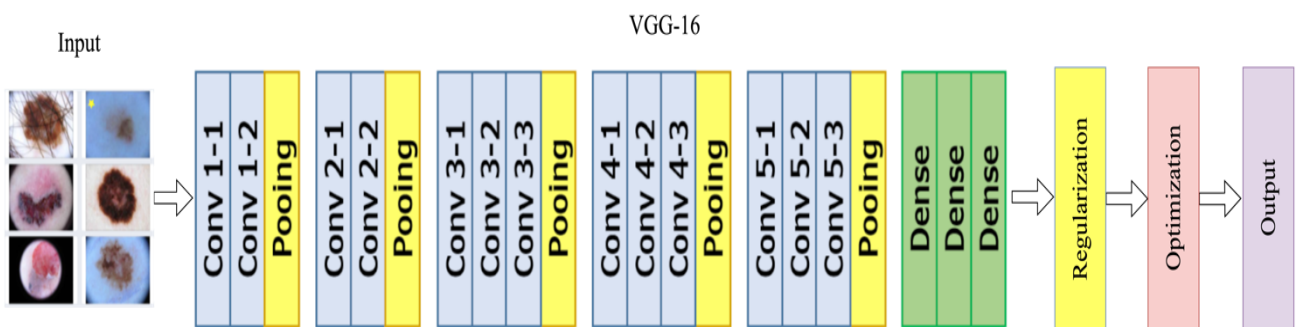 VGG-16
Input
Conv 1-1
Conv 1-2
Pooing
Conv 2-1
Conv 2-2
Pooing
Conv 3-1
Conv 3-2
Conv 3-3
Pooing
Conv 4-1
Conv 4-2
Conv 4-3
Pooing
Conv 5-1
Conv 5-2
Conv 5-3
Pooing
Dense
Dense
Dense
Regularization
Optimization
Output